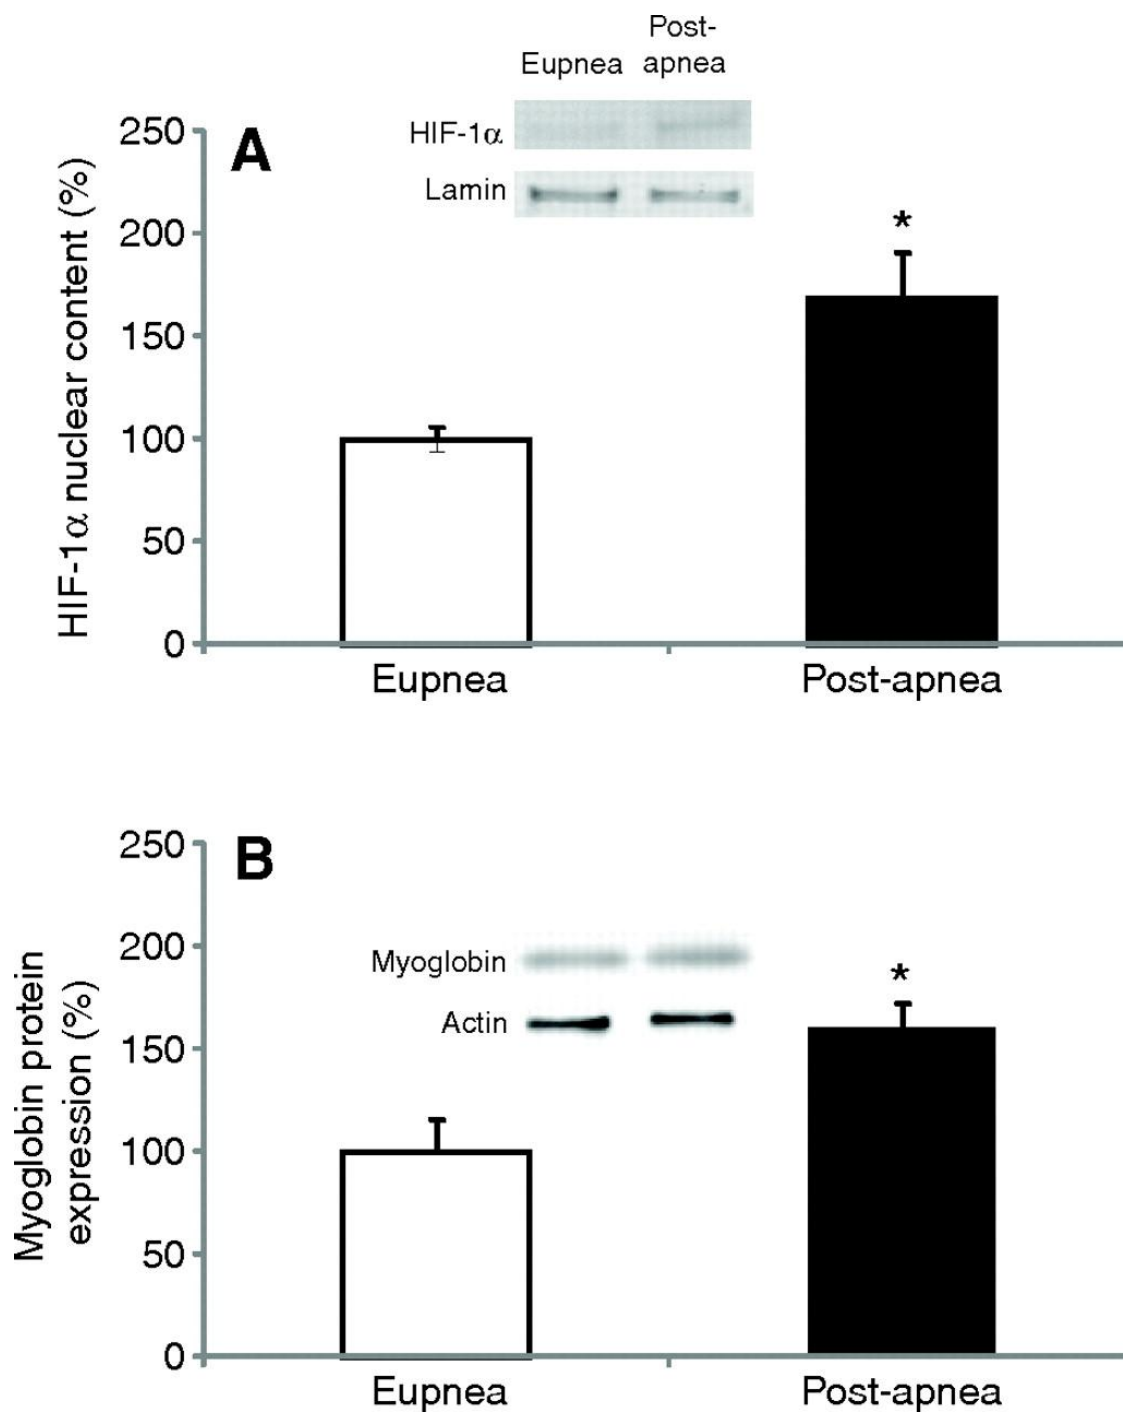 Post-
Eupnea apnea
HIF-1α
Lamin
A
HIF-1α nuclear content (%)
250
200
150
100
50
0
*
Eupnea Post-apnea
B
Myoglobin protein
expression (%)
250
200
150
100
50
0
Myoglobin
Actin
*
Eupnea Post-apnea